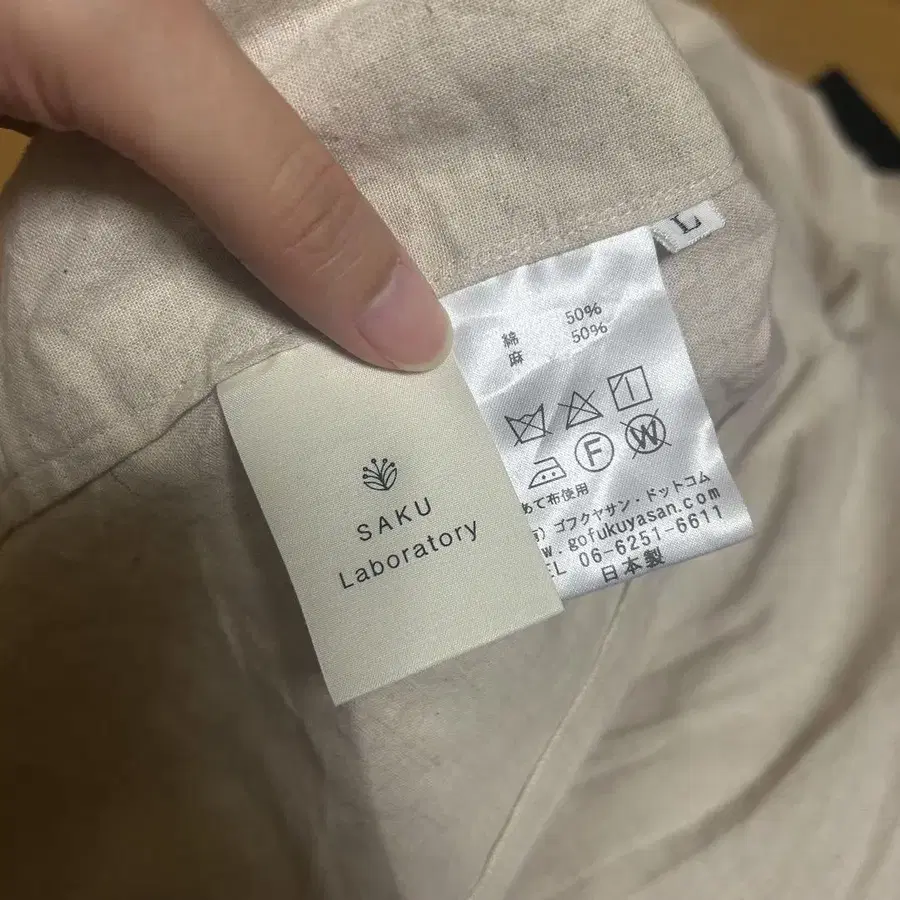 L
綿 50%
麻 50%
F
W
あて布使用
ゴフクヤサン・ドットコム
.gofukuyasan.com
06-6251-6611
日本製
SAKU
Laboratory